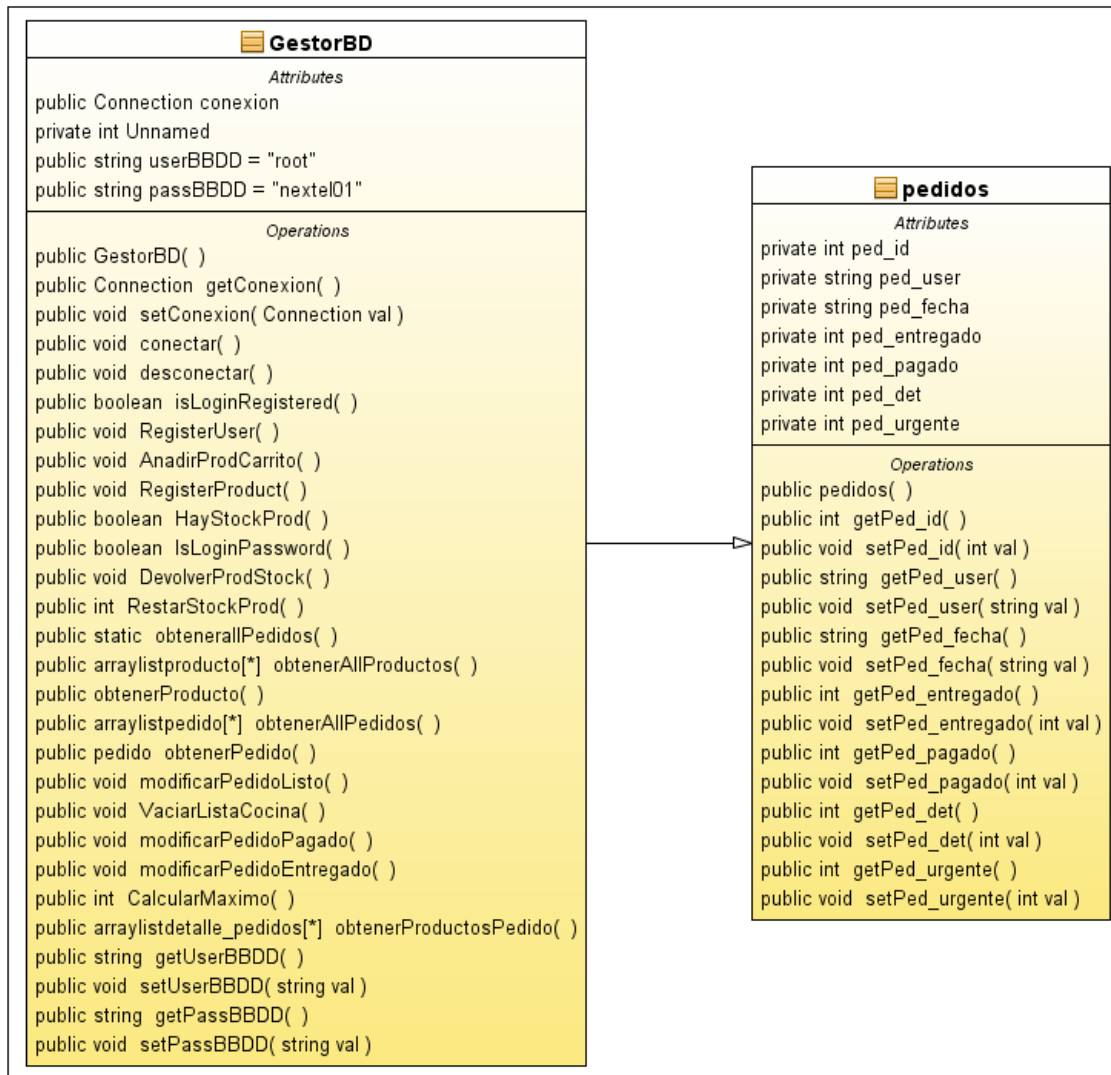 GestorBD
Attributes
public Connection conexion
private int Unnamed
public string userBBDD = "root"
public string passBBDD = "nextel01"
Operations
public GestorBD( )
public Connection getConexion( )
public void setConexion( Connection val )
public void conectar( )
public void desconectar( )
public boolean isLoginRegistered( )
public void RegisterUser( )
public void AnadirProdCarrito( )
public void RegisterProduct( )
public boolean HayStockProd( )
public boolean IsLoginPassword( )
public void DevolverProdStock( )
public int RestarStockProd( )
public static obtenerallPedidos( )
public arraylistproducto[*] obtenerAllProductos( )
public obtenerProducto( )
public arraylistpedido[*] obtenerAllPedidos( )
public pedido obtenerPedido( )
public void modificarPedidoListo( )
public void VaciarListaCocina( )
public void modificarPedidoPagado( )
public void modificarPedidoEntregado( )
public int CalcularMaximo( )
public arraylistdetalle_pedidos[*] obtenerProductosPedido( )
public string getUserBBDD( )
public void setUserBBDD( string val )
public string getPassBBDD( )
public void setPassBBDD( string val )
pedidos
Attributes
private int ped_id
private string ped_user
private string ped_fecha
private int ped_entregado
private int ped_pagado
private int ped_det
private int ped_urgente
Operations
public pedidos( )
public int getPed_id( )
public void setPed_id( int val )
public string getPed_user( )
public void setPed_user( string val )
public string getPed_fecha( )
public void setPed_fecha( string val )
public int getPed_entregado( )
public void setPed_entregado( int val )
public int getPed_pagado( )
public void setPed_pagado( int val )
public int getPed_det( )
public void setPed_det( int val )
public int getPed_urgente( )
public void setPed_urgente( int val )